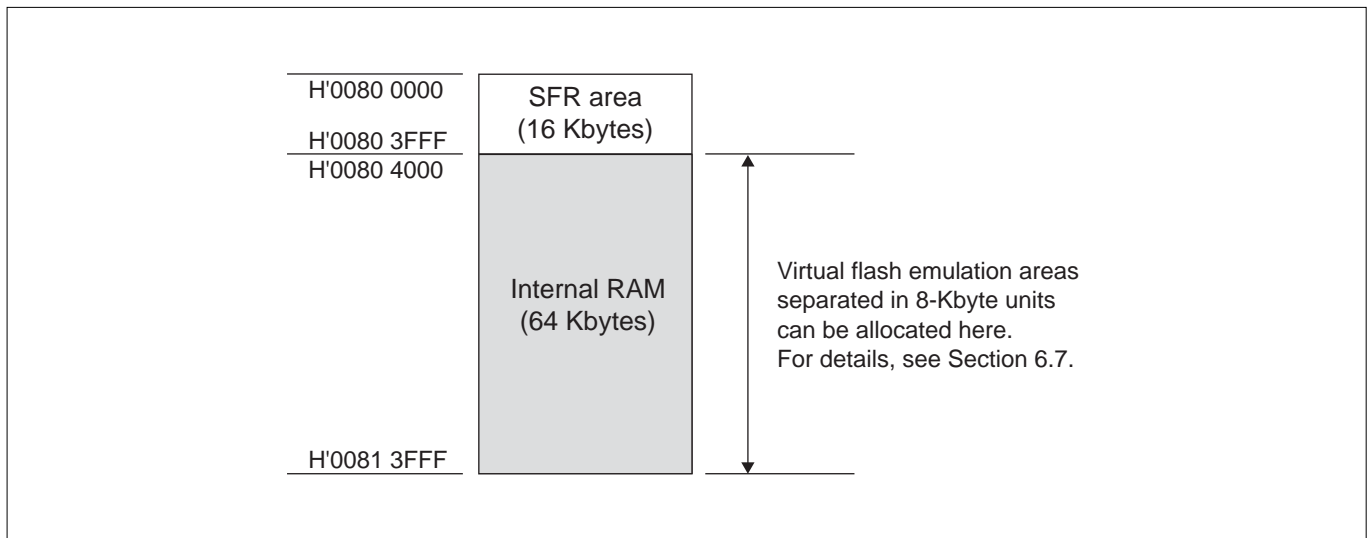 H'0080 0000
SFR area
(16 Kbytes)
H'0080 3FFF
H'0080 4000
Internal RAM
(64 Kbytes)
Virtual flash emulation areas
separated in 8-Kbyte units
can be allocated here.
For details, see Section 6.7.
H'0081 3FFF